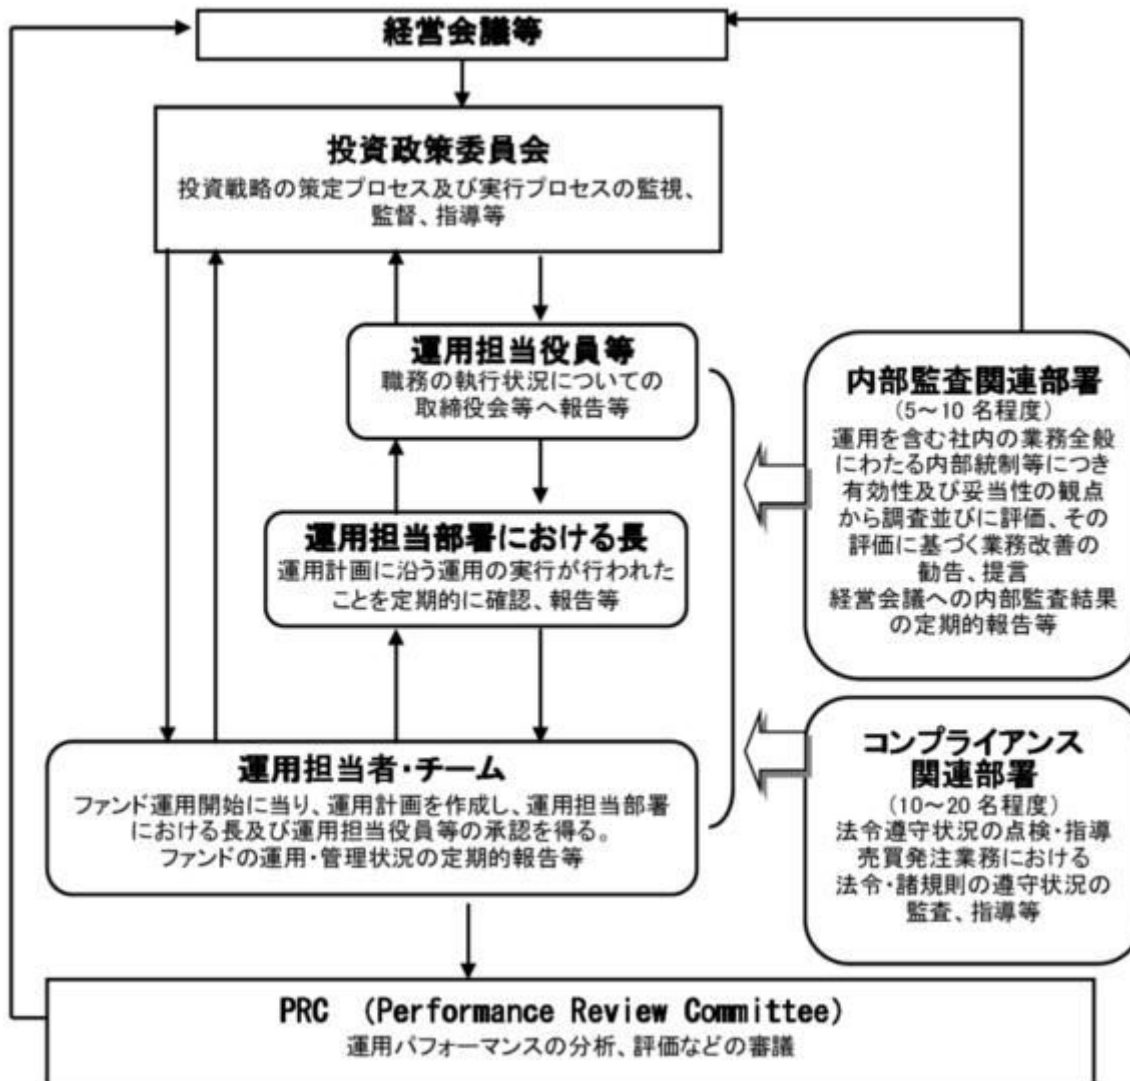 経営会議等
投資政策委員会
投資戦略の策定プロセス及び実行プロセスの監視、
監督、指導等
運用担当役員等
職務の執行状況についての
取締役会等へ報告等
運用担当部署における長
運用計画に沿う運用の実行が行われた
ことを定期的に確認、報告等
運用担当者・チーム
ファンド運用開始に当り、運用計画を作成し、運用担当部署
における長及び運用担当役員等の承認を得る。
ファンドの運用・管理状況の定期的報告等
内部監査関連部署
(5~10 名程度)
運用を含む社内の業務全般
にわたる内部統制等につき
有効性及び妥当性の観点
から調査並びに評価、その
評価に基づく業務改善の
勧告、提言
経営会議への内部監査結果
の定期的報告等
コンプライアンス
関連部署
(10~20 名程度)
法令遵守状況の点検・指導
売買発注業務における
法令・諸規則の遵守状況の
監査、指導等
PRC (Performance Review Committee)
運用パフォーマンスの分析、評価などの審議